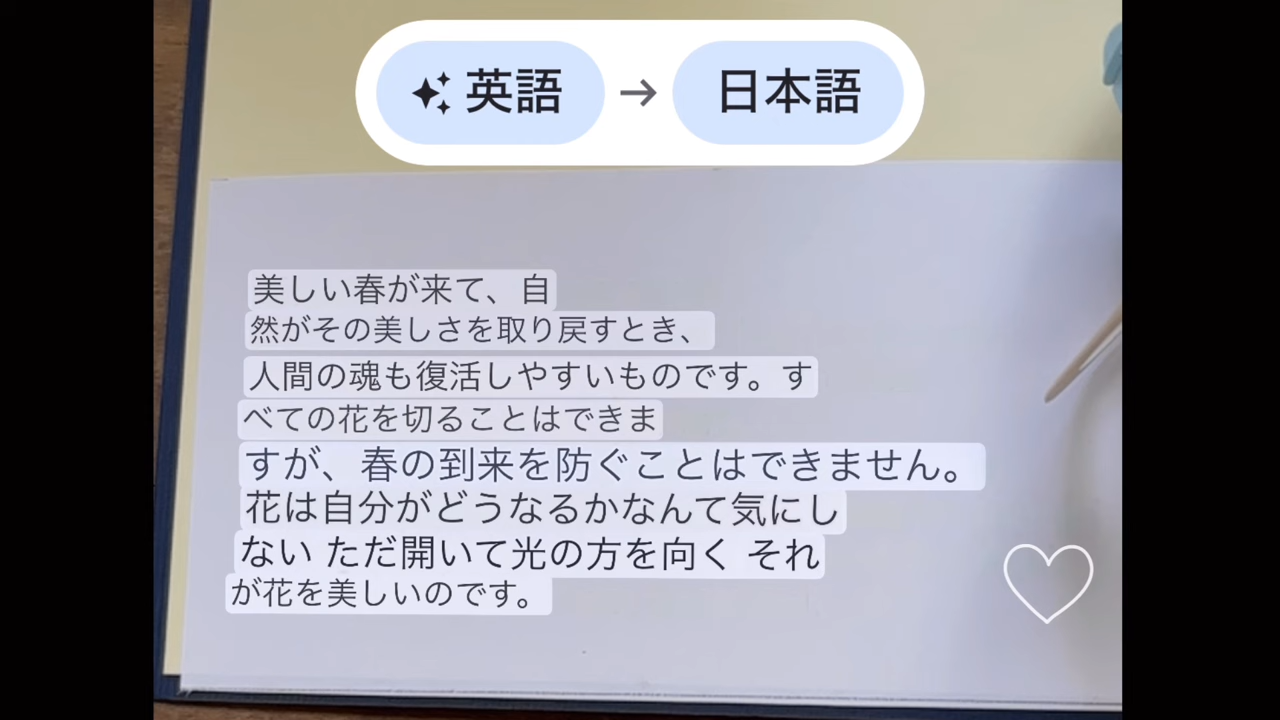 英語 → 日本語
美しい春が来て、自
然がその美しさを取り戻すとき、
人間の魂も復活しやすいものです。す
べての花を切ることはできま
すが、春の到来を防ぐことはできません。
花は自分がどうなるかなんて気にし
ない ただ開いて光の方を向く それ
が花を美しいのです。